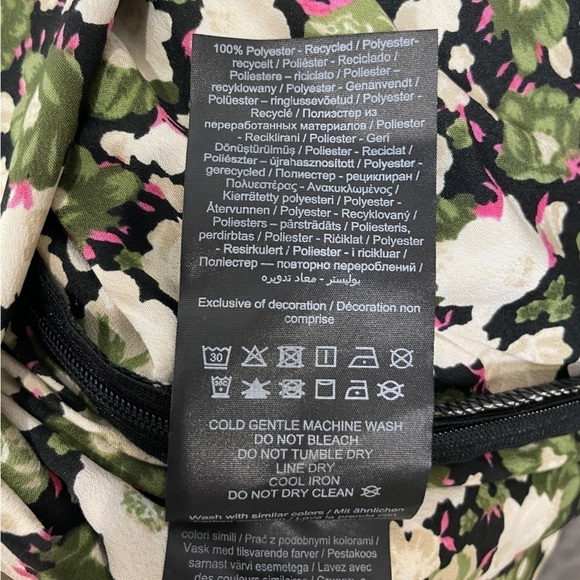 100% Polyester - Recycled / Polyester-
recycelt / Poliéster - Reciclado /
Poliestere – riciclato / Poliester –
recyklowany / Polyester - Genanvendt /
Polüester – ringlussevõetud / Polyester -
Recyclé / Полиэстер из
переработанных материалов / Poliester
- Reciklirani / Poliester - Geri
Dönüştürülmüş / Poliester - Reciclat /
Poliészter – újrahasznosított / Polyester -
gerecycled / Полиестер – рециклиран /
Πολυεστέρας - Ανακυκλωμένος /
Kierrätetty polyesteri / Polyester -
Återvunnen / Polyester - Recyklovaný /
Poliesters – pārstrādāts / Poliesteris,
perdirbtas / Poliester - Riċiklat / Polyester
- Resirkulert / Poliester - i ricikluar /
Поліестер — повторно перероблений /
بوليستر - معاد تدويره
Exclusive of decoration / Décoration non
comprise
30
30C
COLD GENTLE MACHINE WASH
DO NOT BLEACH
DO NOT TUMBLE DRY
LINE DRY
COOL IRON
DO NOT DRY CLEAN
Wash with similar colors / Mit ähnlichen
colori simili / Prać z podobnymi kolorami /
Vask med tilsvarende farver / Pestakoos
sarnast värvi esemetega / Lavez avec
des couleurs similaires /